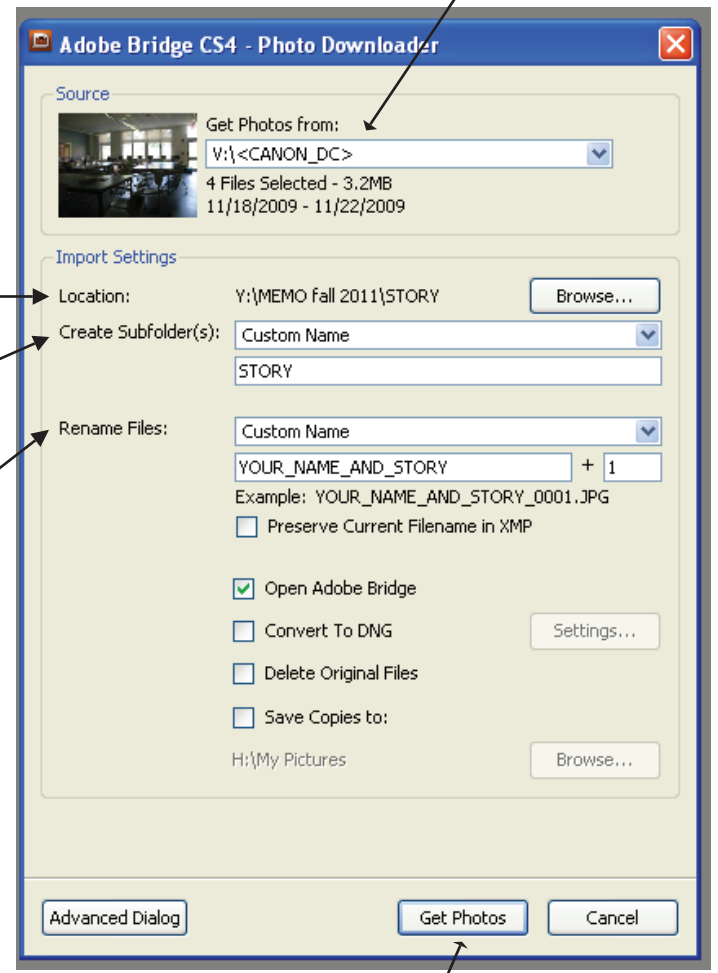 Adobe Bridge CS4 - Photo Downloader
Source
Get Photos from:
V:\<CANON_DC>
4 Files Selected - 3.2MB
11/18/2009 - 11/22/2009
Import Settings
Location: Y:\MEMO fall 2011\STORY Browse...
Create Subfolder(s): Custom Name
STORY
Rename Files: Custom Name
YOUR_NAME_AND_STORY + 1
Example: YOUR_NAME_AND_STORY_0001.JPG
Preserve Current Filename in XMP
Open Adobe Bridge
Convert To DNG Settings...
Delete Original Files
Save Copies to:
H:\My Pictures Browse...
Advanced Dialog Get Photos Cancel